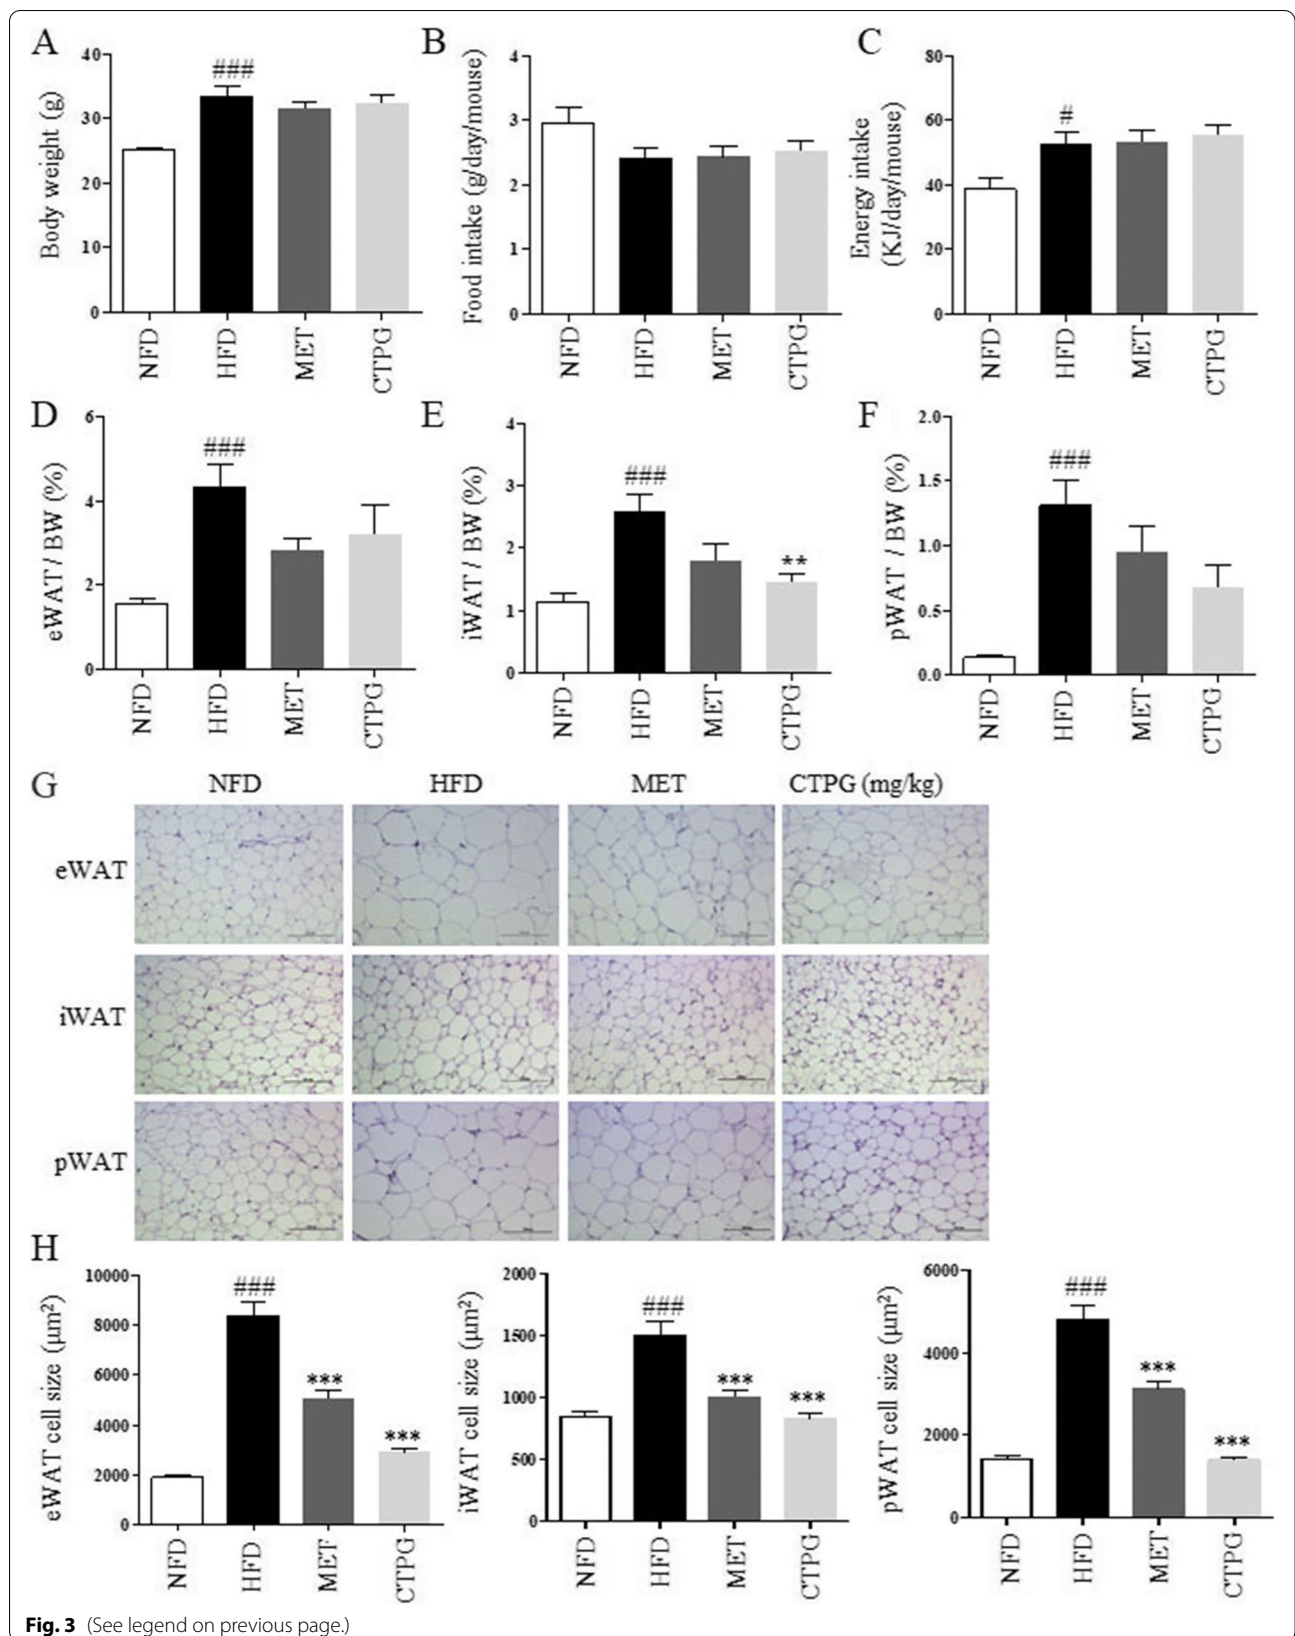 A
Body weight (g)
40
30
20
10
0
###
NFD
HFD
MET
CTPG
B
Food intake (g/day/mouse)
4
3
2
1
0
NFD
HFD
MET
CTPG
C
Energy intake
(KJ/day/mouse)
80
60
40
20
0
#
NFD
HFD
MET
CTPG
D
eWAT / BW (%)
6
4
2
0
###
NFD
HFD
MET
CTPG
E
iWAT / BW (%)
4
3
2
1
0
###
**
NFD
HFD
MET
CTPG
F
pWAT / BW (%)
2.0
1.5
1.0
0.5
0.0
###
NFD
HFD
MET
CTPG
G
NFD HFD MET CTPG (mg/kg)
eWAT
iWAT
pWAT
H
eWAT cell size (µm²)
10000
8000
6000
4000
2000
0
###
***
***
NFD
HFD
MET
CTPG
iWAT cell size (µm²)
2000
1500
1000
500
0
###
***
***
NFD
HFD
MET
CTPG
pWAT cell size (µm²)
6000
4000
2000
0
###
***
***
NFD
HFD
MET
CTPG
Fig. 3 (See legend on previous page.)